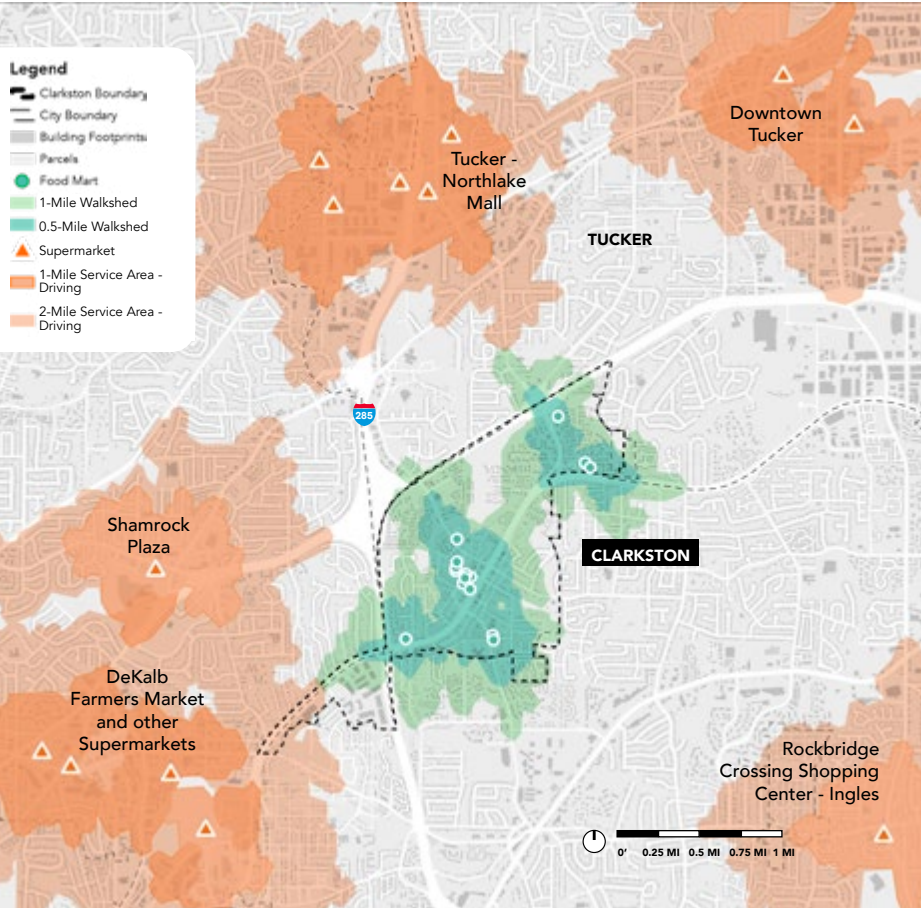 Legend
Clarkston Boundary
City Boundary
Building Footprints
Parcels
Food Mart
1-Mile Walkshed
0.5-Mile Walkshed
Supermarket
1-Mile Service Area -
Driving
2-Mile Service Area -
Driving
Downtown
Tucker
Tucker -
Northlake
Mall
TUCKER
285
Shamrock
Plaza
CLARKSTON
DeKalb
Farmers Market
and other
Supermarkets
Rockbridge
Crossing Shopping
Center - Ingles
0' 0.25 MI 0.5 MI 0.75 MI 1 MI